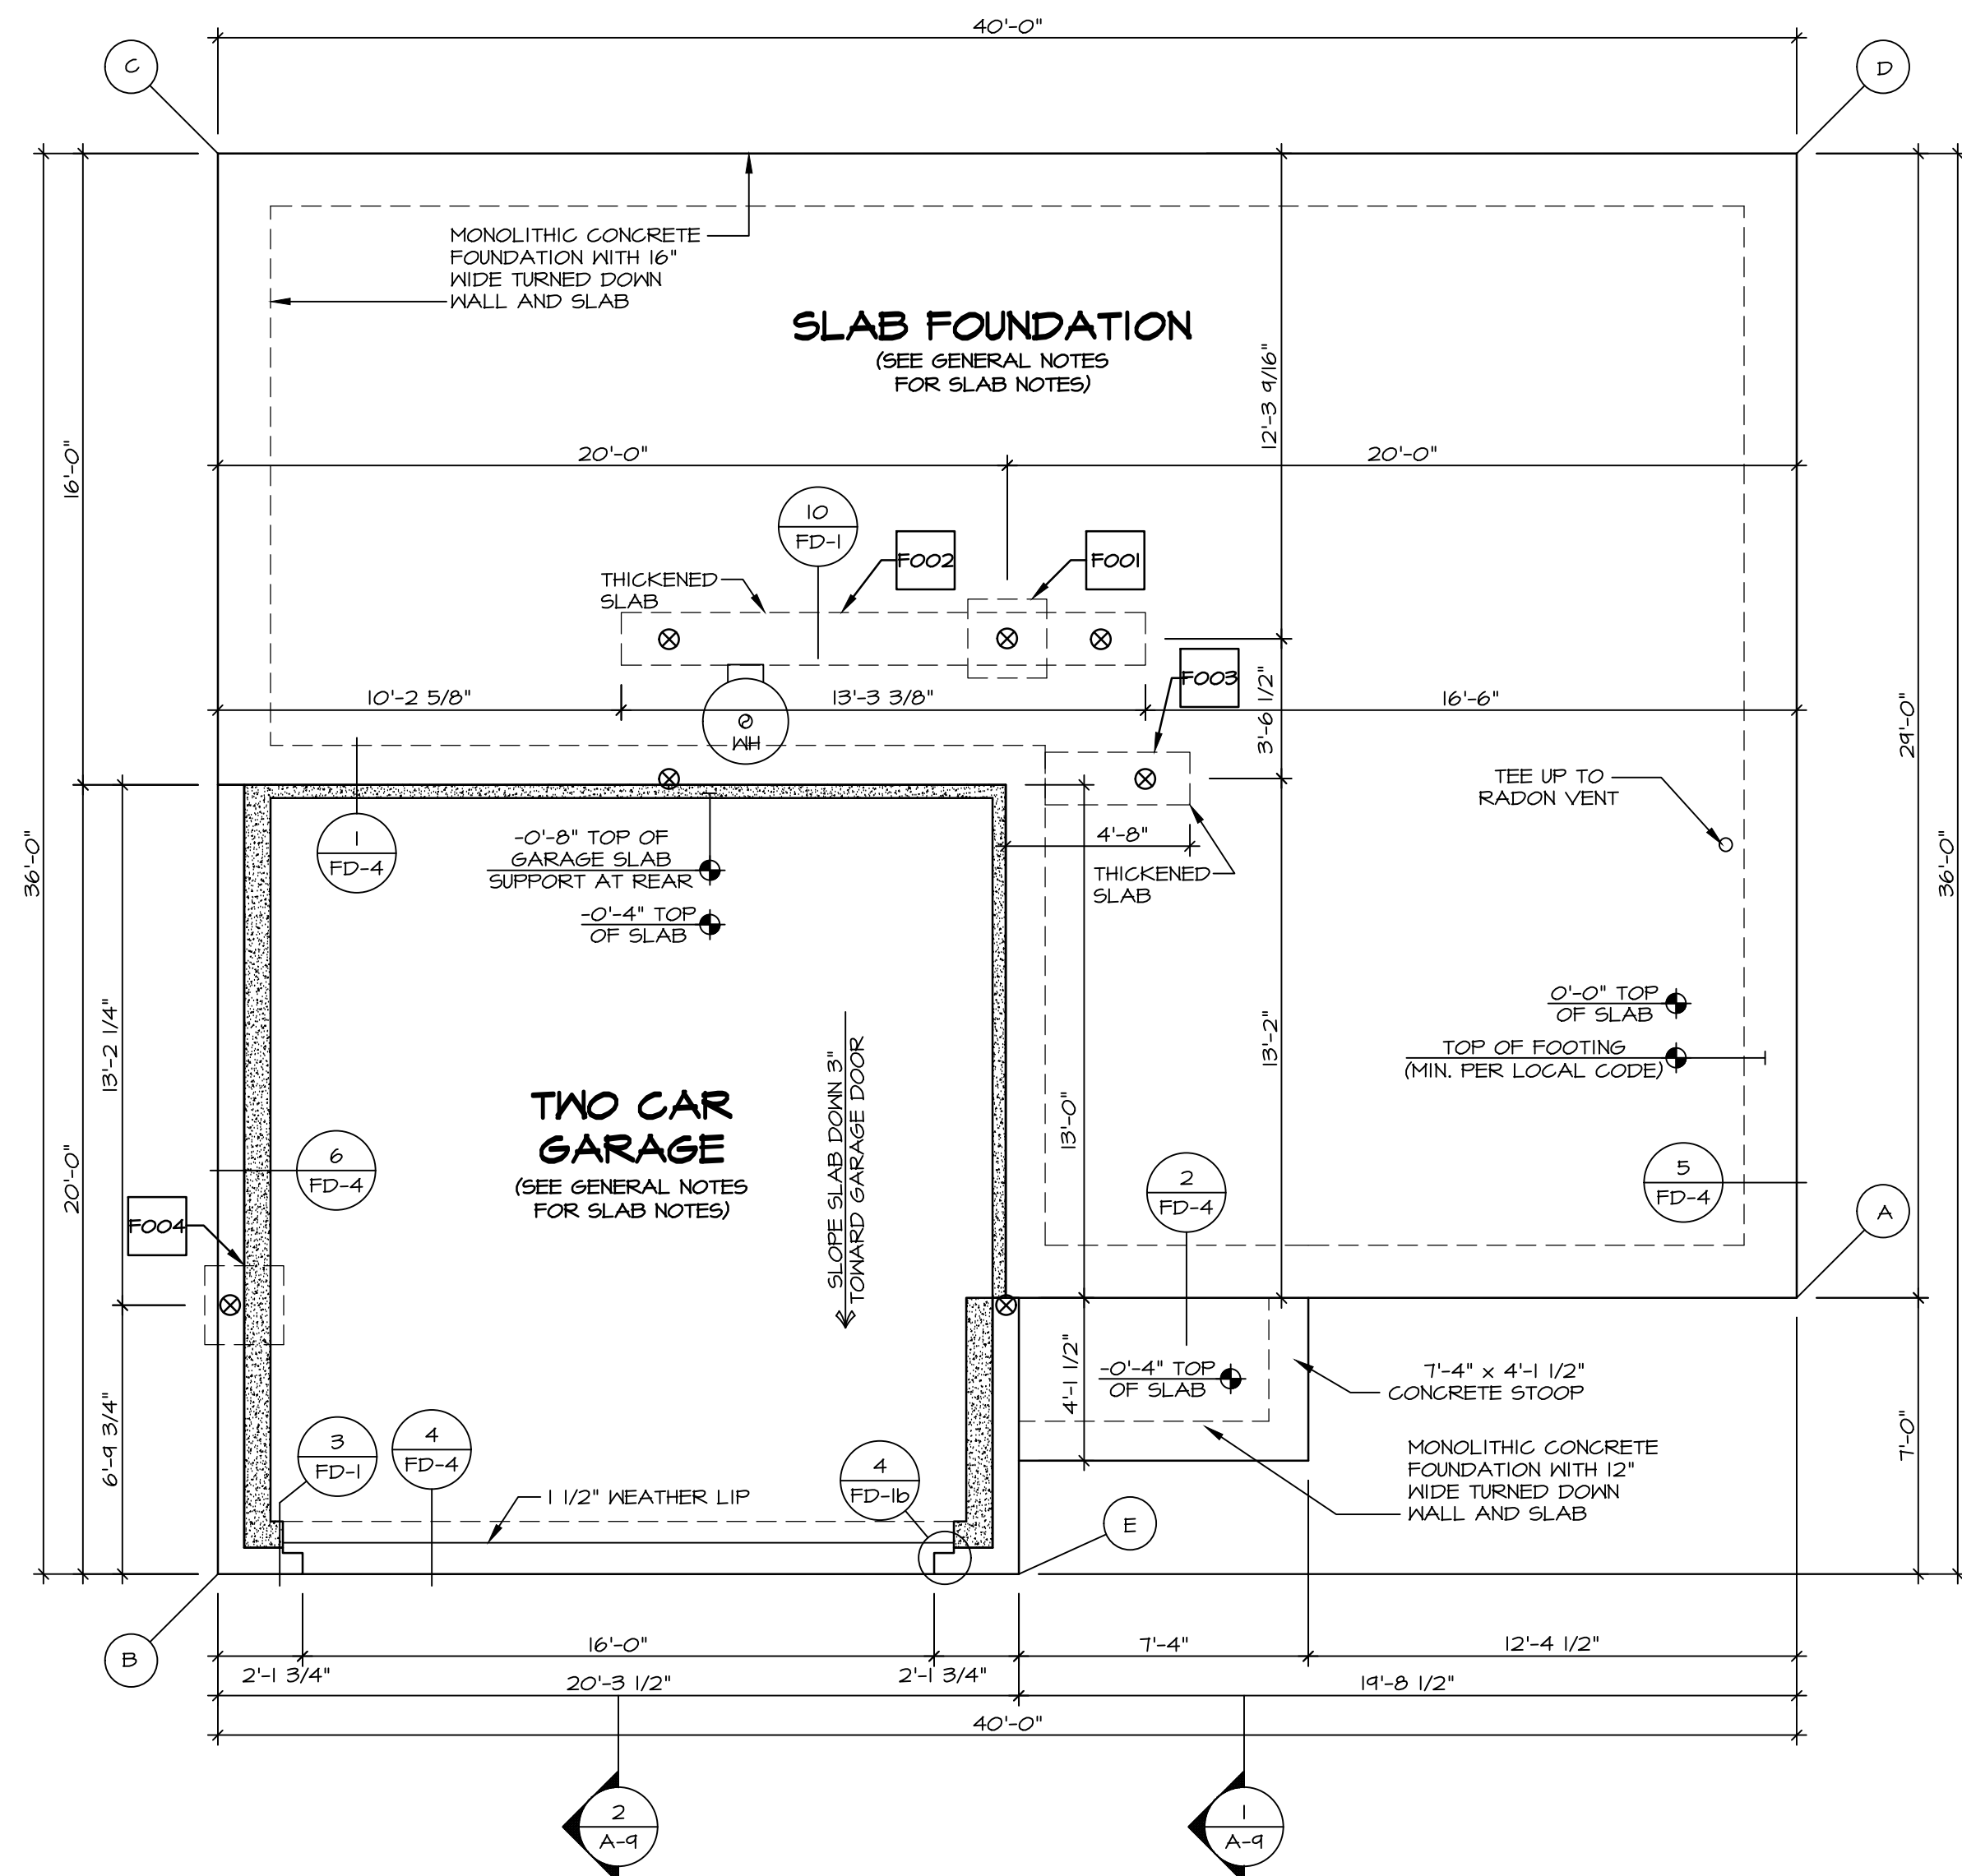 40'-0"
C
D
MONOLITHIC CONCRETE
FOUNDATION WITH 16"
WIDE TURNED DOWN
WALL AND SLAB
SLAB FOUNDATION
(SEE GENERAL NOTES
FOR SLAB NOTES)
12'-3 9/16"
16'-0"
20'-0"
20'-0"
10
FD-1
F002
F001
THICKENED
SLAB
F003
10'-2 5/8"
13'-3 3/8"
16'-6"
3'-6 1/2"
29'-0"
WH
TEE UP TO
RADON VENT
36'-0"
36'-0"
1
FD-4
-0'-8" TOP OF
GARAGE SLAB
SUPPORT AT REAR
-0'-4" TOP
OF SLAB
4'-8"
THICKENED
SLAB
13'-2 1/4"
20'-0"
0'-0" TOP
OF SLAB
TOP OF FOOTING
(MIN. PER LOCAL CODE)
13'-2"
13'-0"
TWO CAR
GARAGE
(SEE GENERAL NOTES
FOR SLAB NOTES)
SLOPE SLAB DOWN 3"
TOWARD GARAGE DOOR
6
FD-4
2
FD-4
5
FD-4
A
F004
4'-1 1/2"
-0'-4" TOP
OF SLAB
7'-4" x 4'-1 1/2"
CONCRETE STOOP
6'-9 3/4"
7'-0"
3
FD-1
4
FD-4
4
FD-1b
1 1/2" WEATHER LIP
MONOLITHIC CONCRETE
FOUNDATION WITH 12"
WIDE TURNED DOWN
WALL AND SLAB
E
B
16'-0"
7'-4"
12'-4 1/2"
2'-1 3/4"
20'-3 1/2"
2'-1 3/4"
19'-8 1/2"
40'-0"
2
A-9
1
A-9